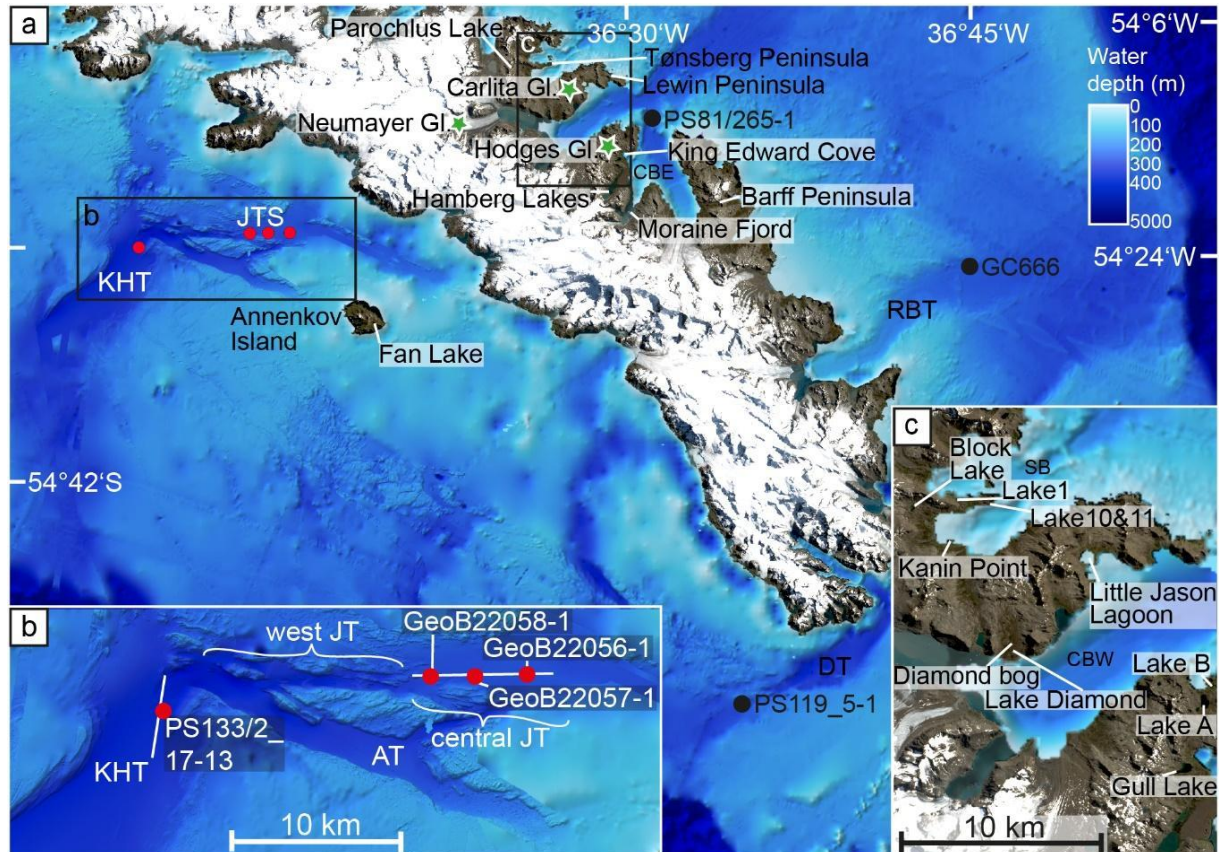 a
Parochlus Lake
c
36°30'W
36°45'W
54°6'W
Tønsberg Peninsula
Carlita Gl.
Lewin Peninsula
Water
depth (m)
0
100
200
300
400
5000
Neumayer Gl.
PS81/265-1
Hodges Gl.
King Edward Cove
CBE
Hamberg Lakes
Barff Peninsula
Moraine Fjord
b
JTS
KHT
54°24'W
GC666
RBT
Annenkov
Island
Fan Lake
54°42'S
DT
PS119_5-1
b
west JT
GeoB22058-1
GeoB22056-1
GeoB22057-1
central JT
PS133/2_
17-13
KHT
AT
10 km
c
Block
Lake
SB
Lake1
Lake10&11
Kanin Point
Little Jason
Lagoon
CBW
Diamond bog
Lake Diamond
Lake B
Lake A
Gull Lake
10 km